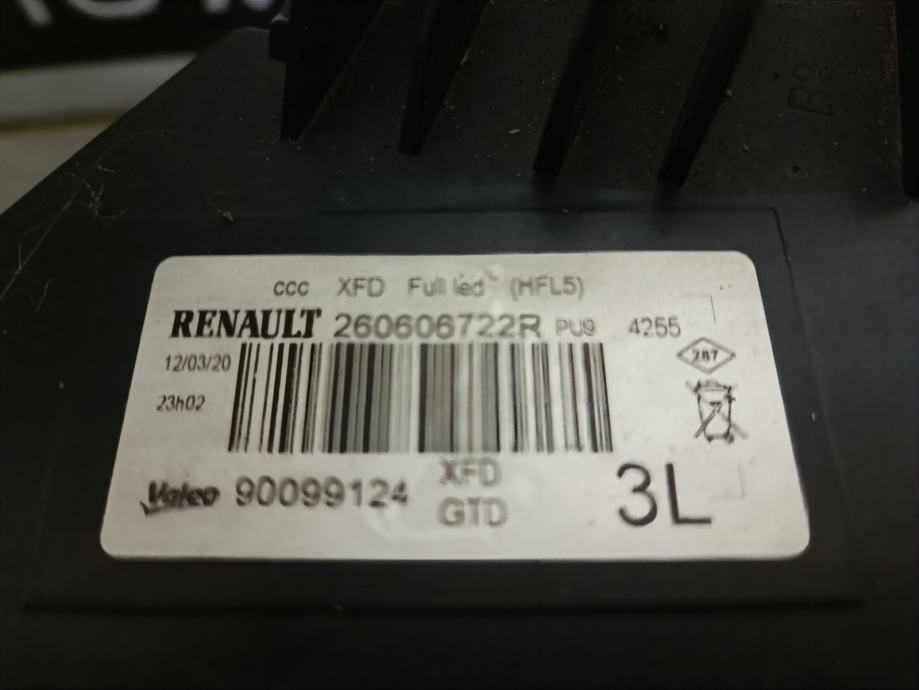 ccc XFD Full led (HFL5)
RENAULT 260606722R PU9 4255
12/03/20
287
23h02
Valeo 90099124 XFD
GTD
3L